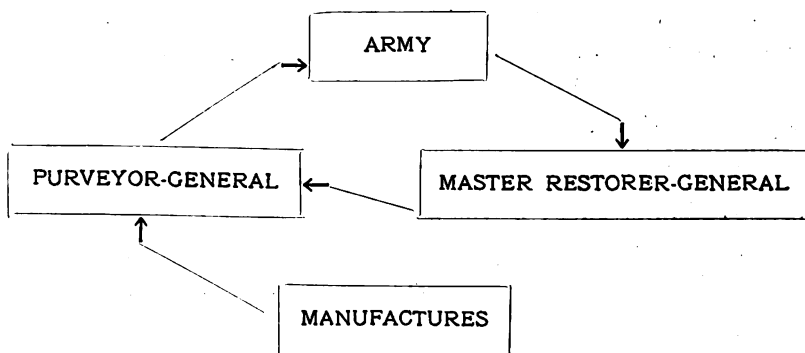 ARMY
PURVEYOR-GENERAL
MASTER RESTORER-GENERAL
MANUFACTURES